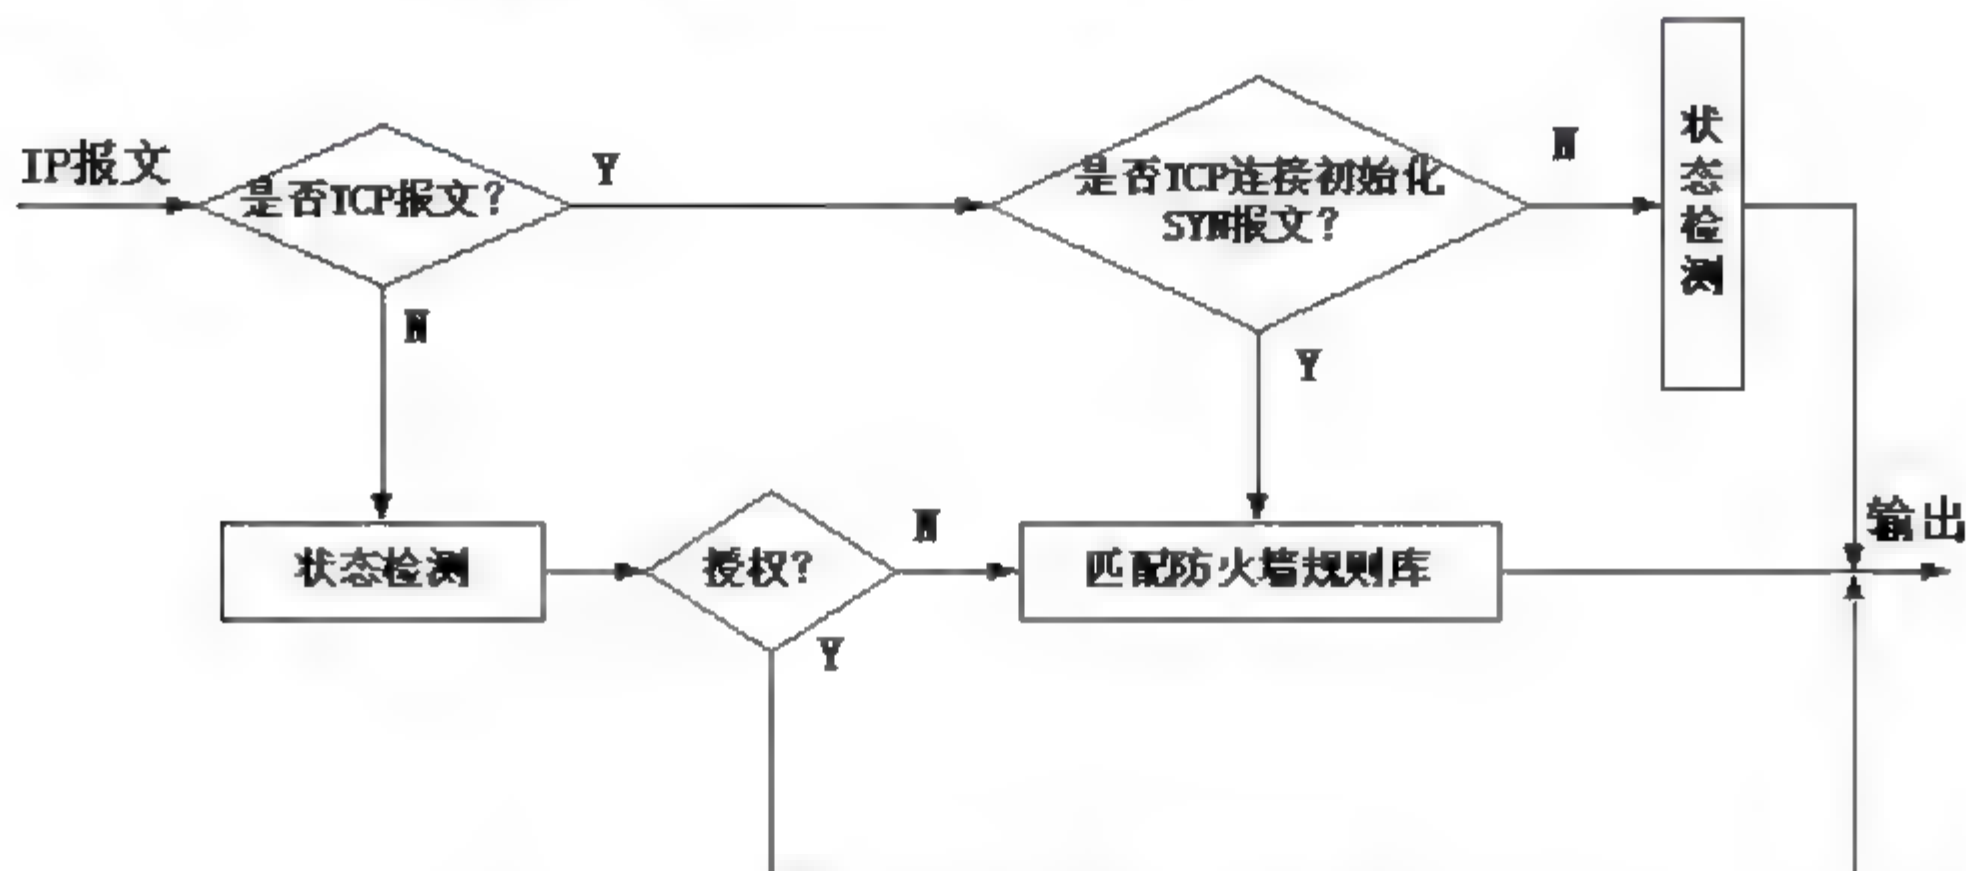 IP报文
是否TCP报文?
Y
是否TCP连接初始化
SYN报文?
N
状态检测
N
Y
状态检测
授权?
N
匹配防火墙规则库
输出
Y